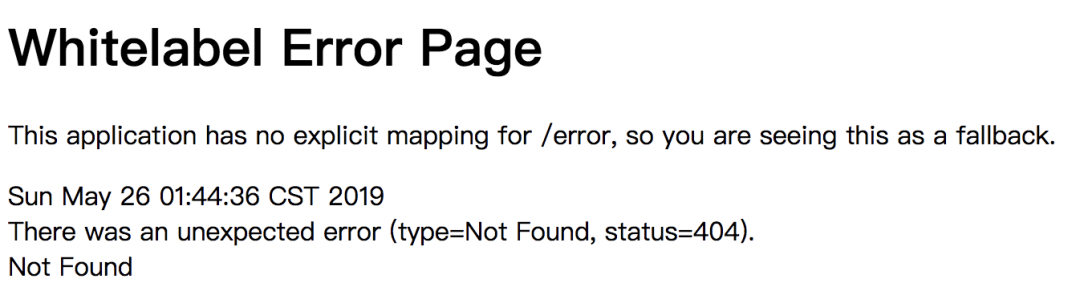 Whitelabel Error Page
This application has no explicit mapping for /error, so you are seeing this as a fallback.
Sun May 26 01:44:36 CST 2019
There was an unexpected error (type=Not Found, status=404).
Not Found